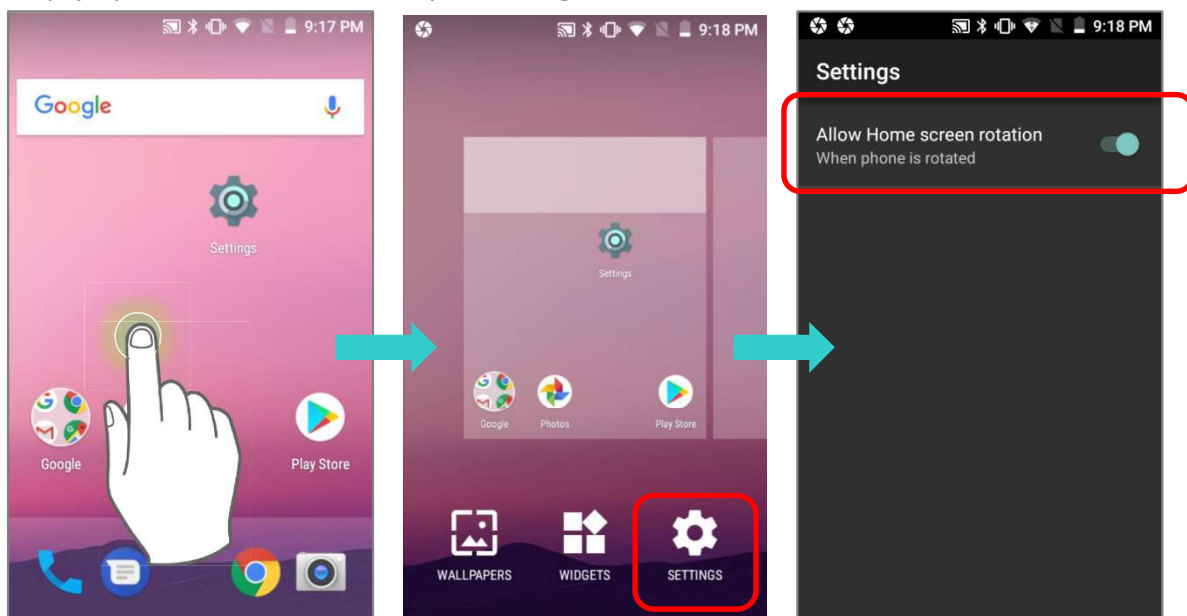 9:17 PM
Google
Settings
Google
Play Store
9:18 PM
Settings
Google
Photos
Play Store
WALLPAPERS
WIDGETS
SETTINGS
9:18 PM
Settings
Allow Home screen rotation
When phone is rotated